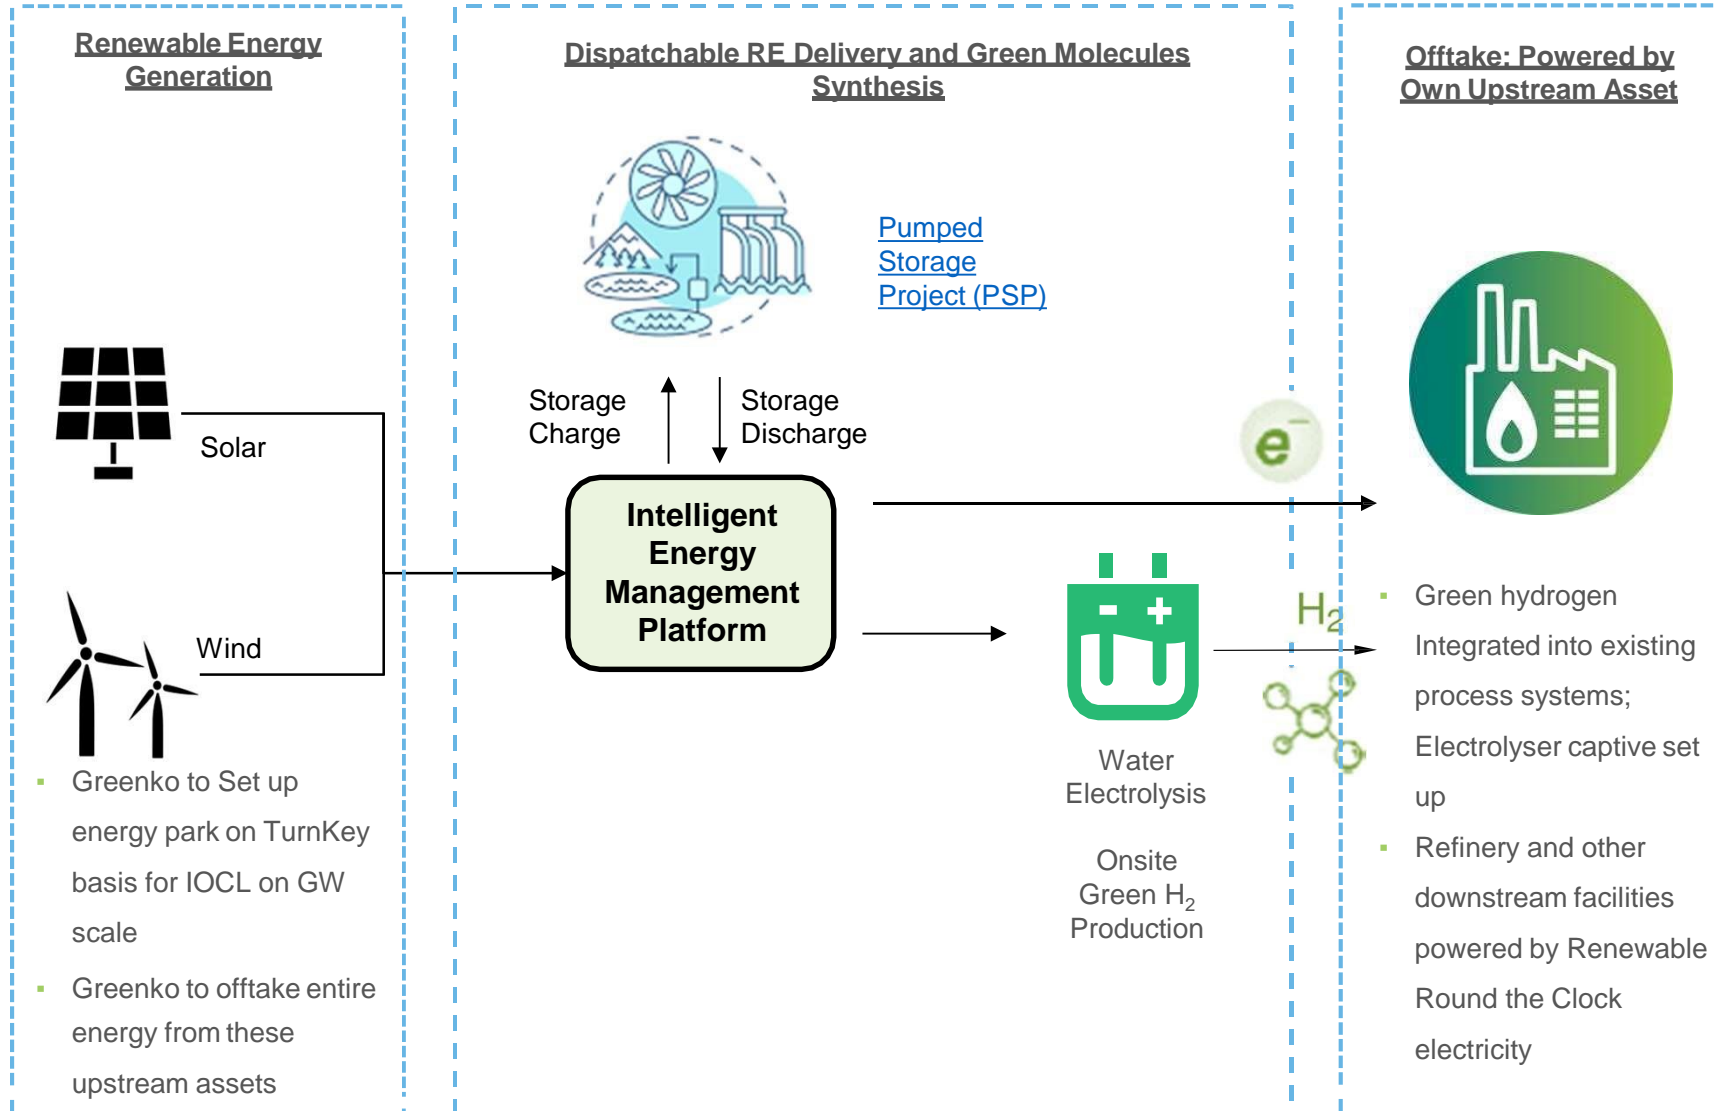 Renewable Energy
Generation
Solar
Wind
▪ Greenko to Set up
energy park on TurnKey
basis for IOCL on GW
scale
▪ Greenko to offtake entire
energy from these
upstream assets
Dispatchable RE Delivery and Green Molecules
Synthesis
Pumped
Storage
Project (PSP)
Storage
Charge
Storage
Discharge
Intelligent
Energy
Management
Platform
e⁻
- +
H₂
Water
Electrolysis
Onsite
Green H₂
Production
Offtake: Powered by
Own Upstream Asset
▪ Green hydrogen
Integrated into existing
process systems;
Electrolyser captive set
up
▪ Refinery and other
downstream facilities
powered by Renewable
Round the Clock
electricity